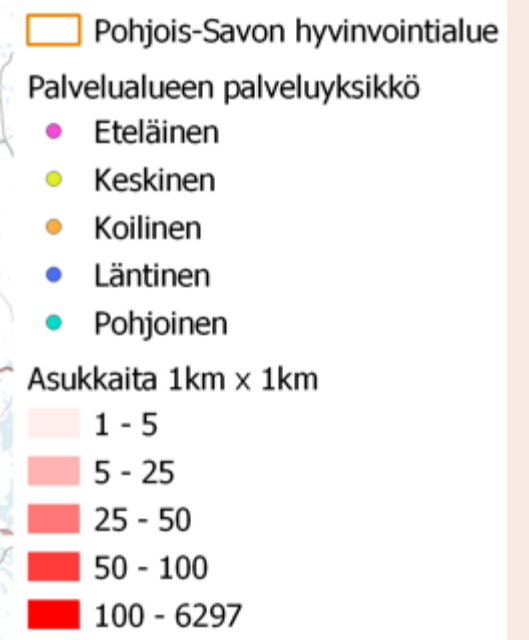 Pohjois-Savon hyvinvointialue
Palvelualueen palveluyksikkö
Eteläinen
Keskinen
Koilinen
Läntinen
Pohjoinen
Asukkaita 1km x 1km
1 - 5
5 - 25
25 - 50
50 - 100
100 - 6297